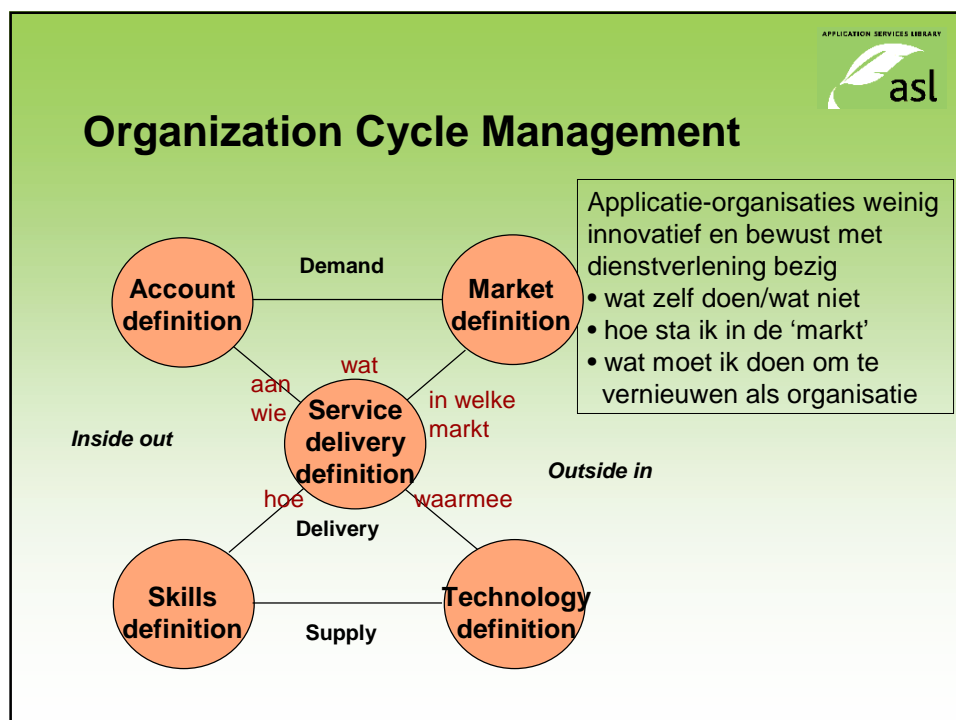 APPLICATION SERVICES LIBRARY
asl
Organization Cycle Management
Applicatie-organisaties weinig
innovatief en bewust met
dienstverlening bezig
• wat zelf doen/wat niet
• hoe sta ik in de ‘markt’
• wat moet ik doen om te
vernieuwen als organisatie
Demand
Account
definition
Market
definition
wat
aan
wie
in welke
markt
Service
delivery
definition
Inside out
Outside in
hoe
waarmee
Delivery
Skills
definition
Technology
definition
Supply